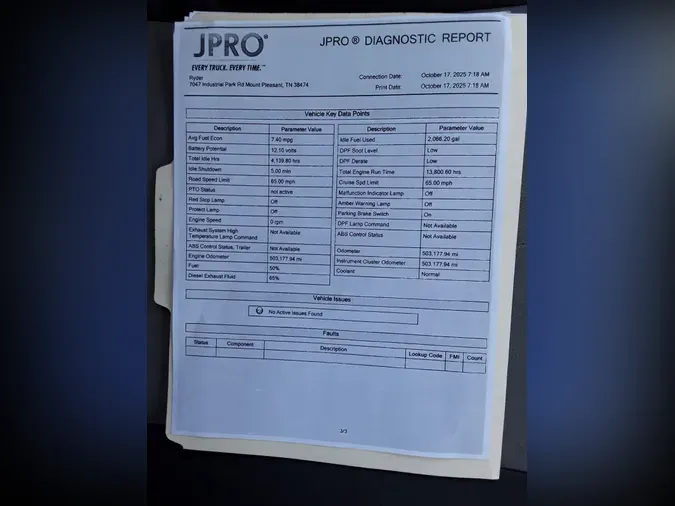 JPRO®
EVERY TRUCK. EVERY TIME.™
JPRO ® DIAGNOSTIC REPORT
Ryder
7047 Industrial Park Rd Mount Pleasant, TN 38474
Connection Date: October 17, 2025 7:18 AM
Print Date: October 17, 2025 7:18 AM
Vehicle Key Data Points
Description Parameter Value
Avg Fuel Econ 7.40 mpg
Battery Potential 12.10 volts
Total Idle Hrs 4,139.80 hrs
Idle Shutdown 5.00 min
Road Speed Limit 65.00 mph
PTO Status not active
Red Stop Lamp Off
Protect Lamp Off
Engine Speed 0 rpm
Exhaust System High
Temperature Lamp Command Not Available
ABS Control Status, Trailer Not Available
Engine Odometer 503,177.94 mi
Fuel 50%
Diesel Exhaust Fluid 65%
Description Parameter Value
Idle Fuel Used 2,066.20 gal
DPF Soot Level Low
DPF Derate Low
Total Engine Run Time 13,800.60 hrs
Cruise Spd Limit 65.00 mph
Malfunction Indicator Lamp Off
Amber Warning Lamp Off
Parking Brake Switch On
DPF Lamp Command Not Available
ABS Control Status Not Available
Odometer 503,177.94 mi
Instrument Cluster Odometer 503,177.94 mi
Coolant Normal
Vehicle Issues
No Active Issues Found
Faults
Status Component Description Lookup Code FMI Count
3/3